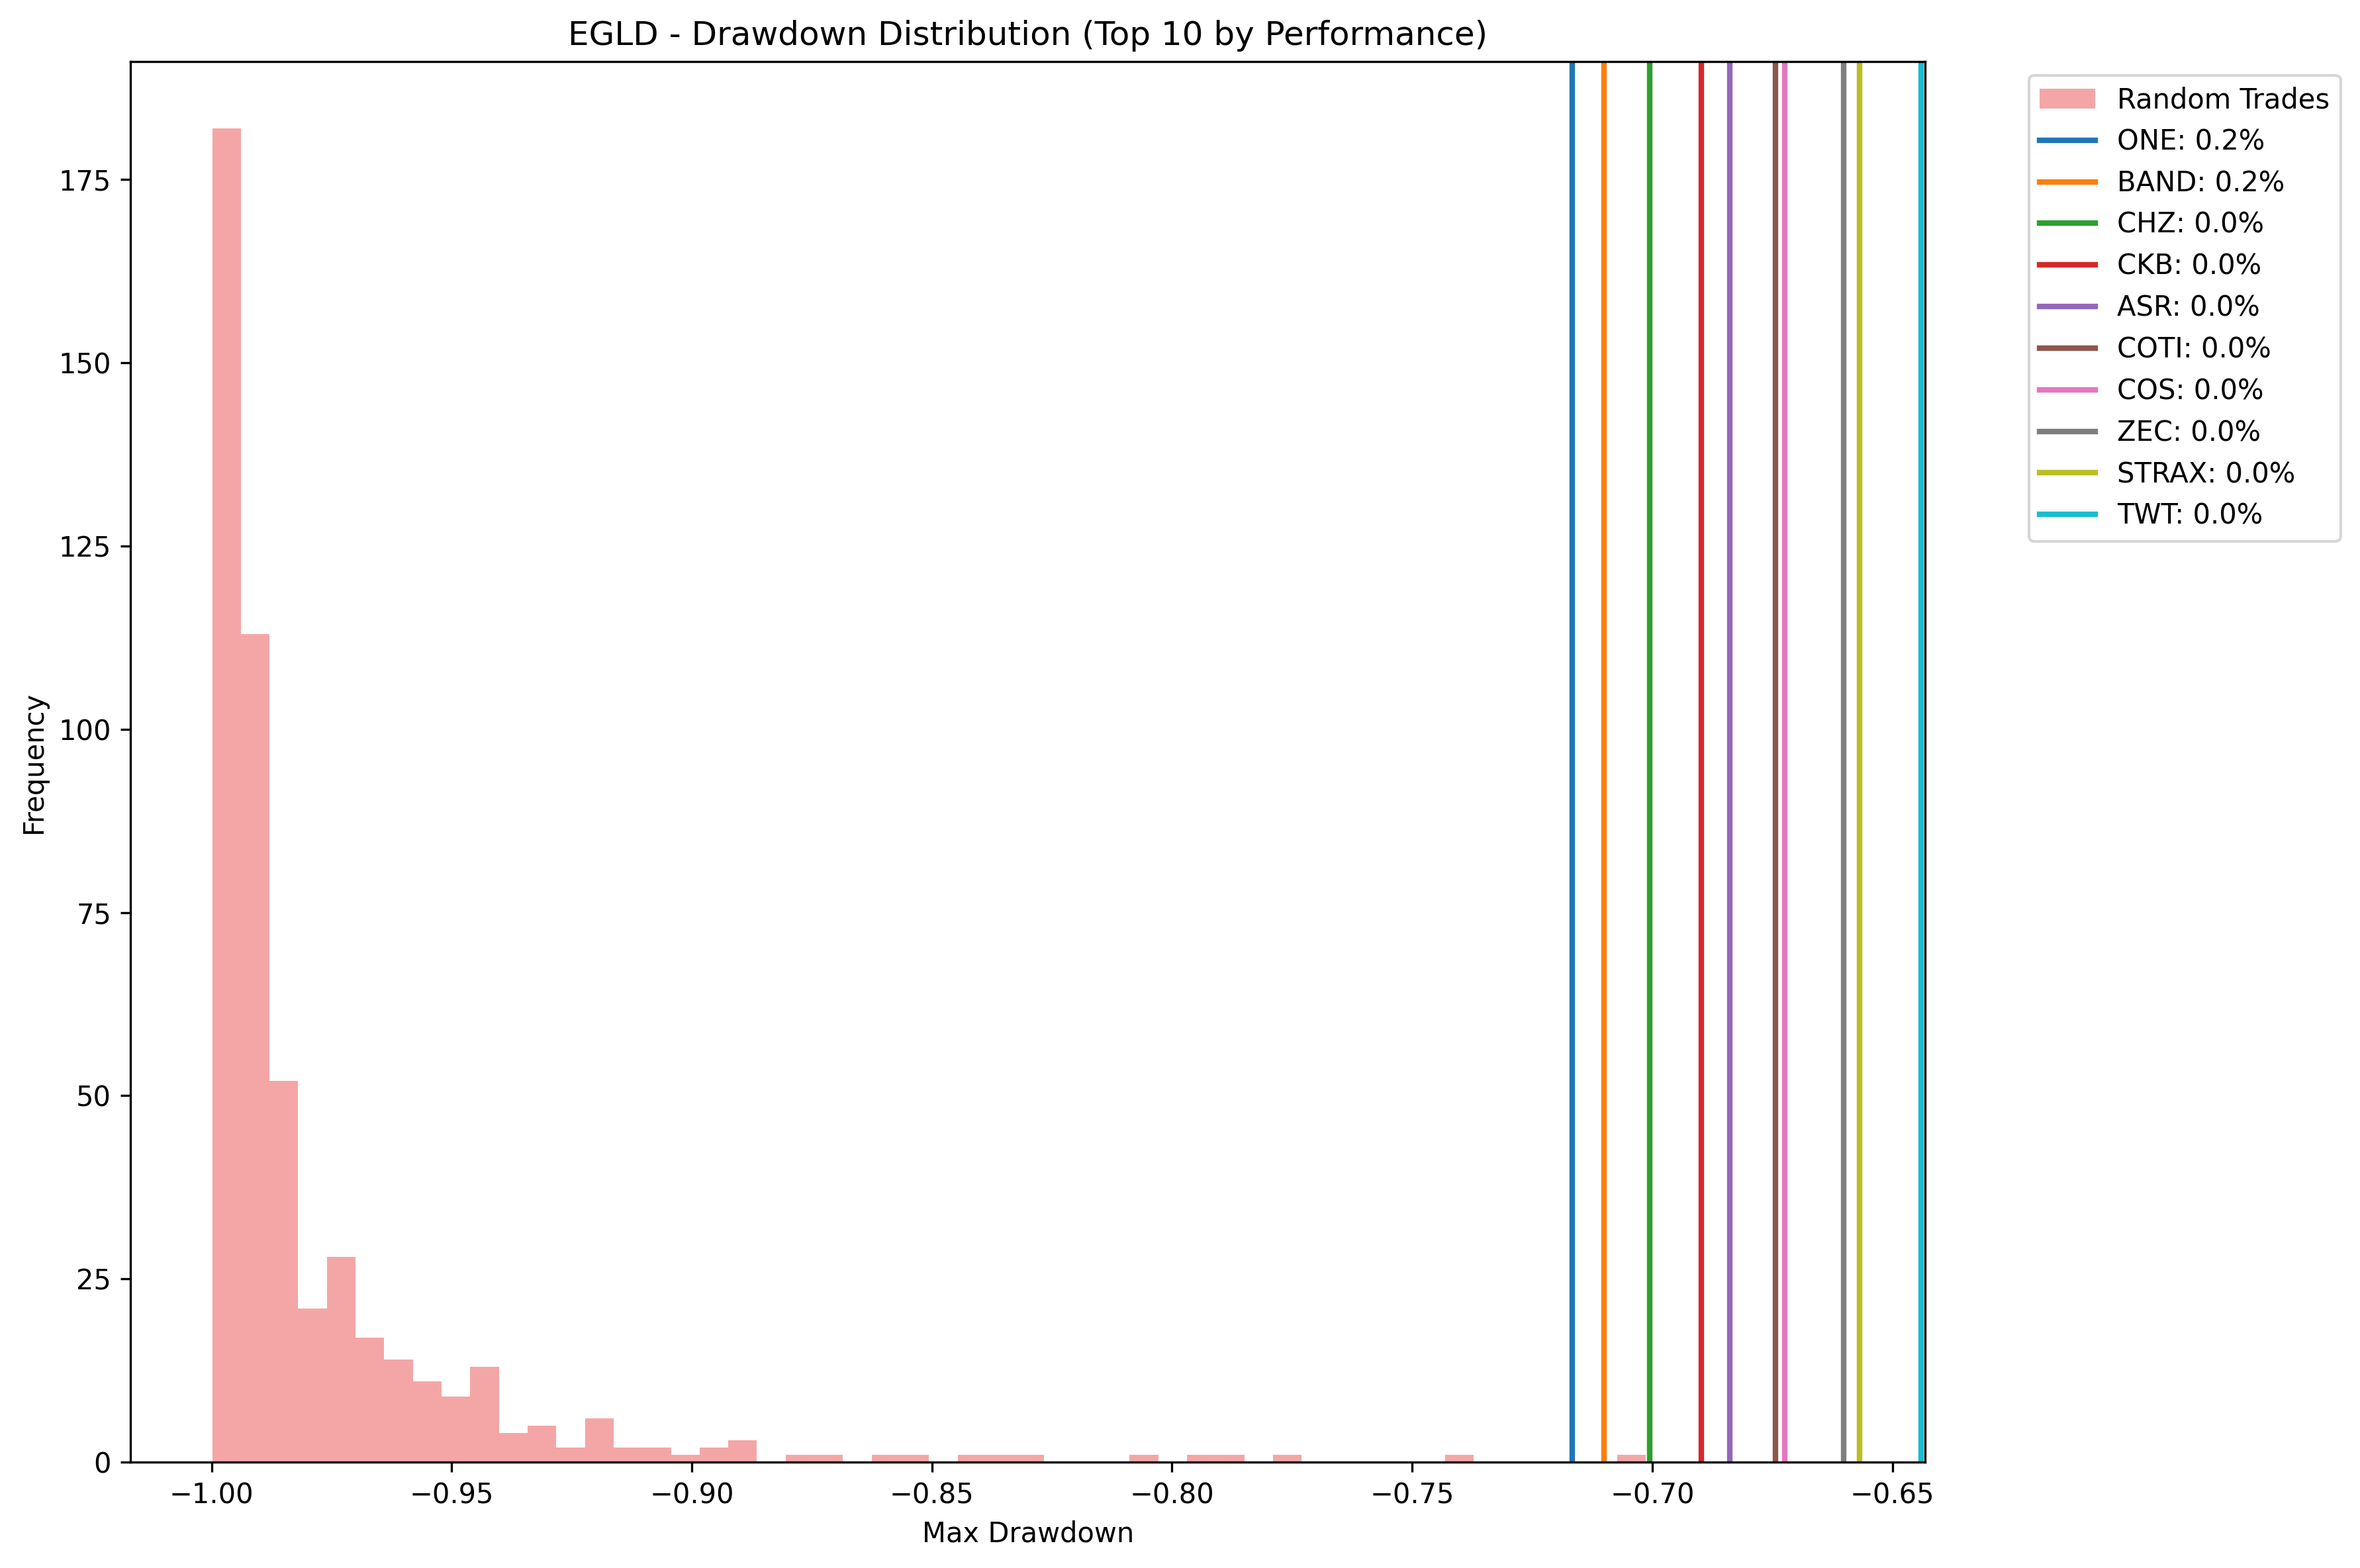 EGLD - Drawdown Distribution (Top 10 by Performance)
Random Trades
ONE: 0.2%
BAND: 0.2%
CHZ: 0.0%
CKB: 0.0%
ASR: 0.0%
COTI: 0.0%
COS: 0.0%
ZEC: 0.0%
STRAX: 0.0%
TWT: 0.0%
Frequency
175
150
125
100
75
50
25
0
−1.00 −0.95 −0.90 −0.85 −0.80 −0.75 −0.70 −0.65
Max Drawdown